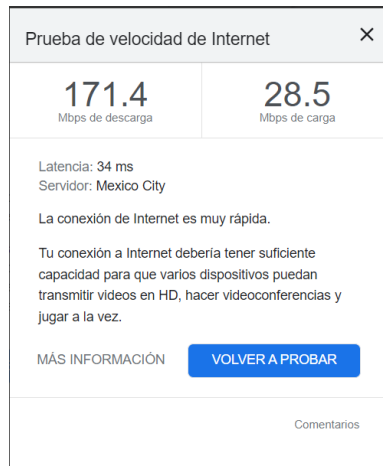 Prueba de velocidad de Internet
171.4
Mbps de descarga
28.5
Mbps de carga
Latencia: 34 ms
Servidor: Mexico City
La conexión de Internet es muy rápida.
Tu conexión a Internet debería tener suficiente
capacidad para que varios dispositivos puedan
transmitir videos en HD, hacer videoconferencias y
jugar a la vez.
MÁS INFORMACIÓN
VOLVER A PROBAR
Comentarios